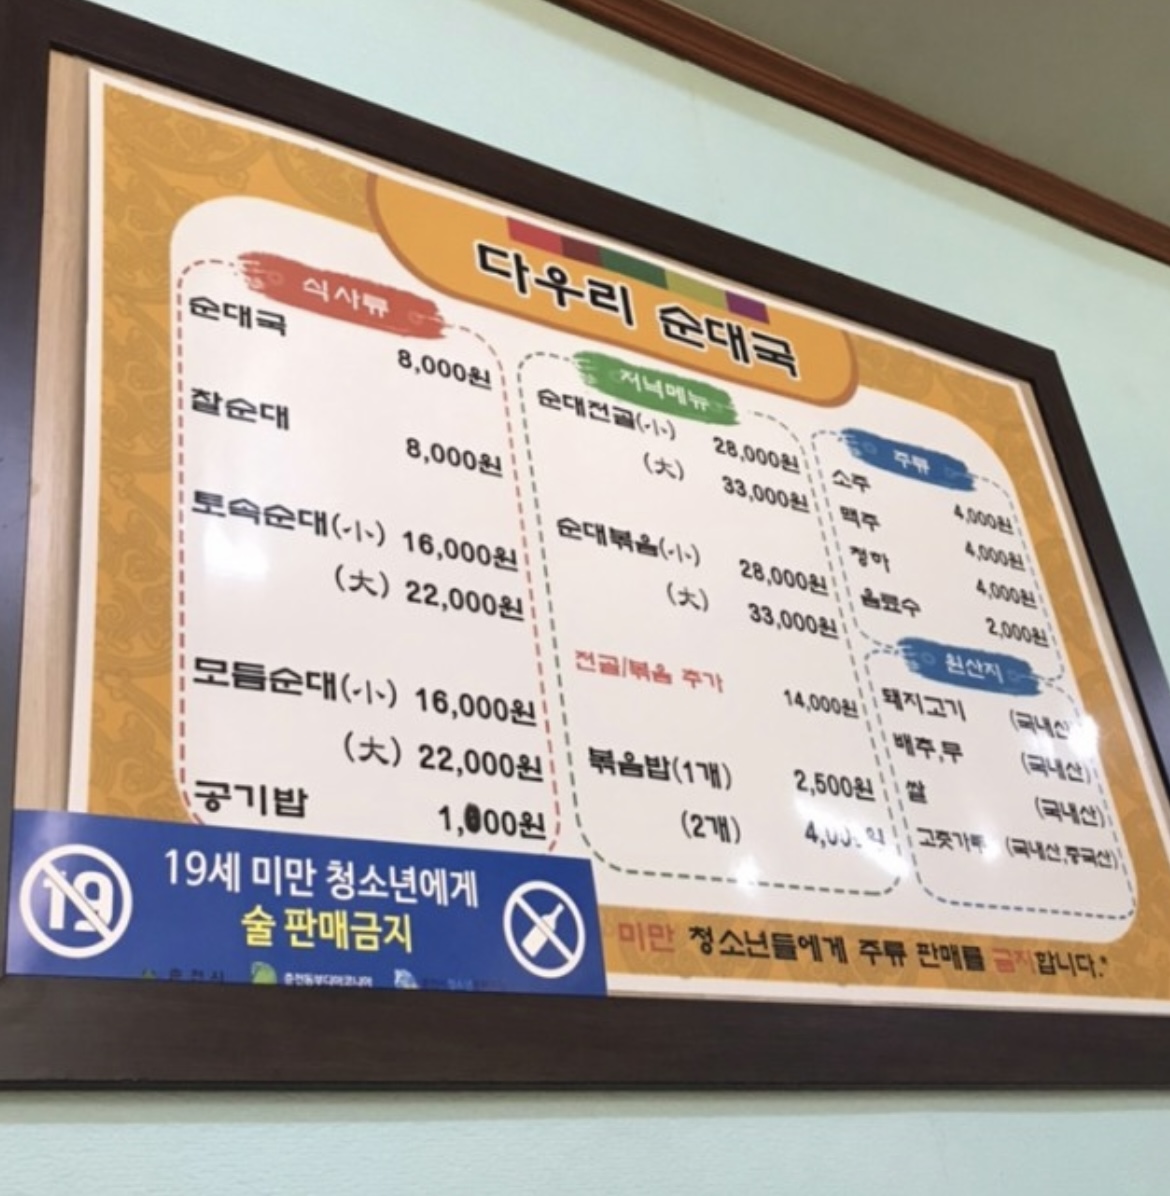 다우리 순대국
식사류
순대국
8,000원
찰순대
8,000원
토속순대(小) 16,000원
(大) 22,000원
모듬순대(小) 16,000원
(大) 22,000원
공기밥 1,000원
저녁메뉴
순대전골(小) 28,000원
(大) 33,000원
순대볶음(小) 28,000원
(大) 33,000원
전골/볶음 추가 14,000원
볶음밥(1개) 2,500원
(2개)
주류
소주 4,000원
맥주 4,000원
청하 4,000원
음료수 2,000원
원산지
돼지고기 (국내산)
배추,무 (국내산)
쌀 (국내산)
고춧가루 (국내산,중국산)
미만 청소년들에게 주류 판매를 금지합니다.
19세 미만 청소년에게
술 판매금지
19
춘천시